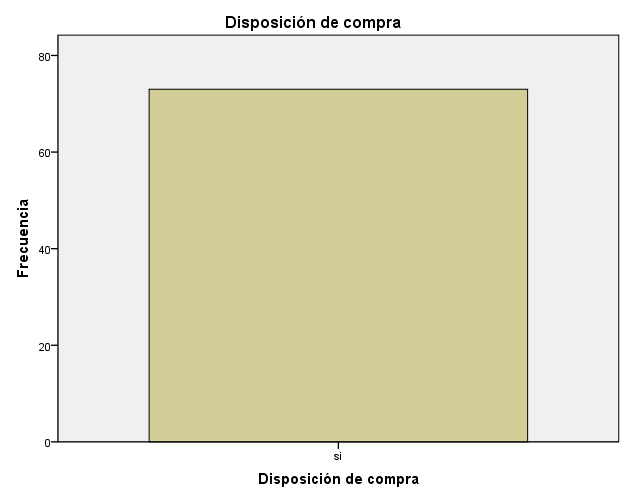 Disposición de compra
80
60
40
20
0
Frecuencia
si
Disposición de compra